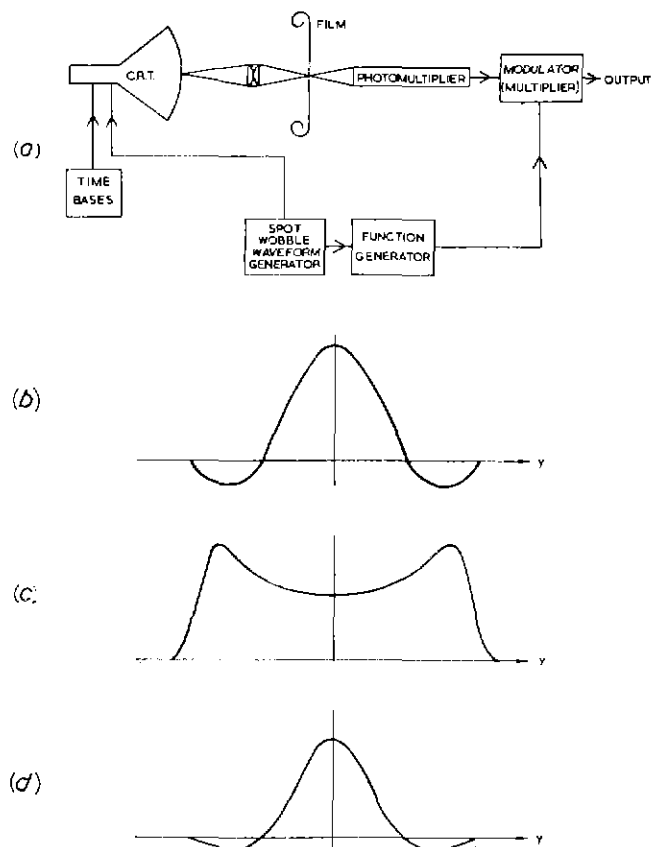 FILM
C.R.T.
PHOTOMULTIPLIER
MODULATOR
(MULTIPLIER)
OUTPUT
(a)
TIME
BASES
SPOT
WOBBLE
WAVEFORM
GENERATOR
FUNCTION
GENERATOR
(b)
y
(c)
y
(d)
y